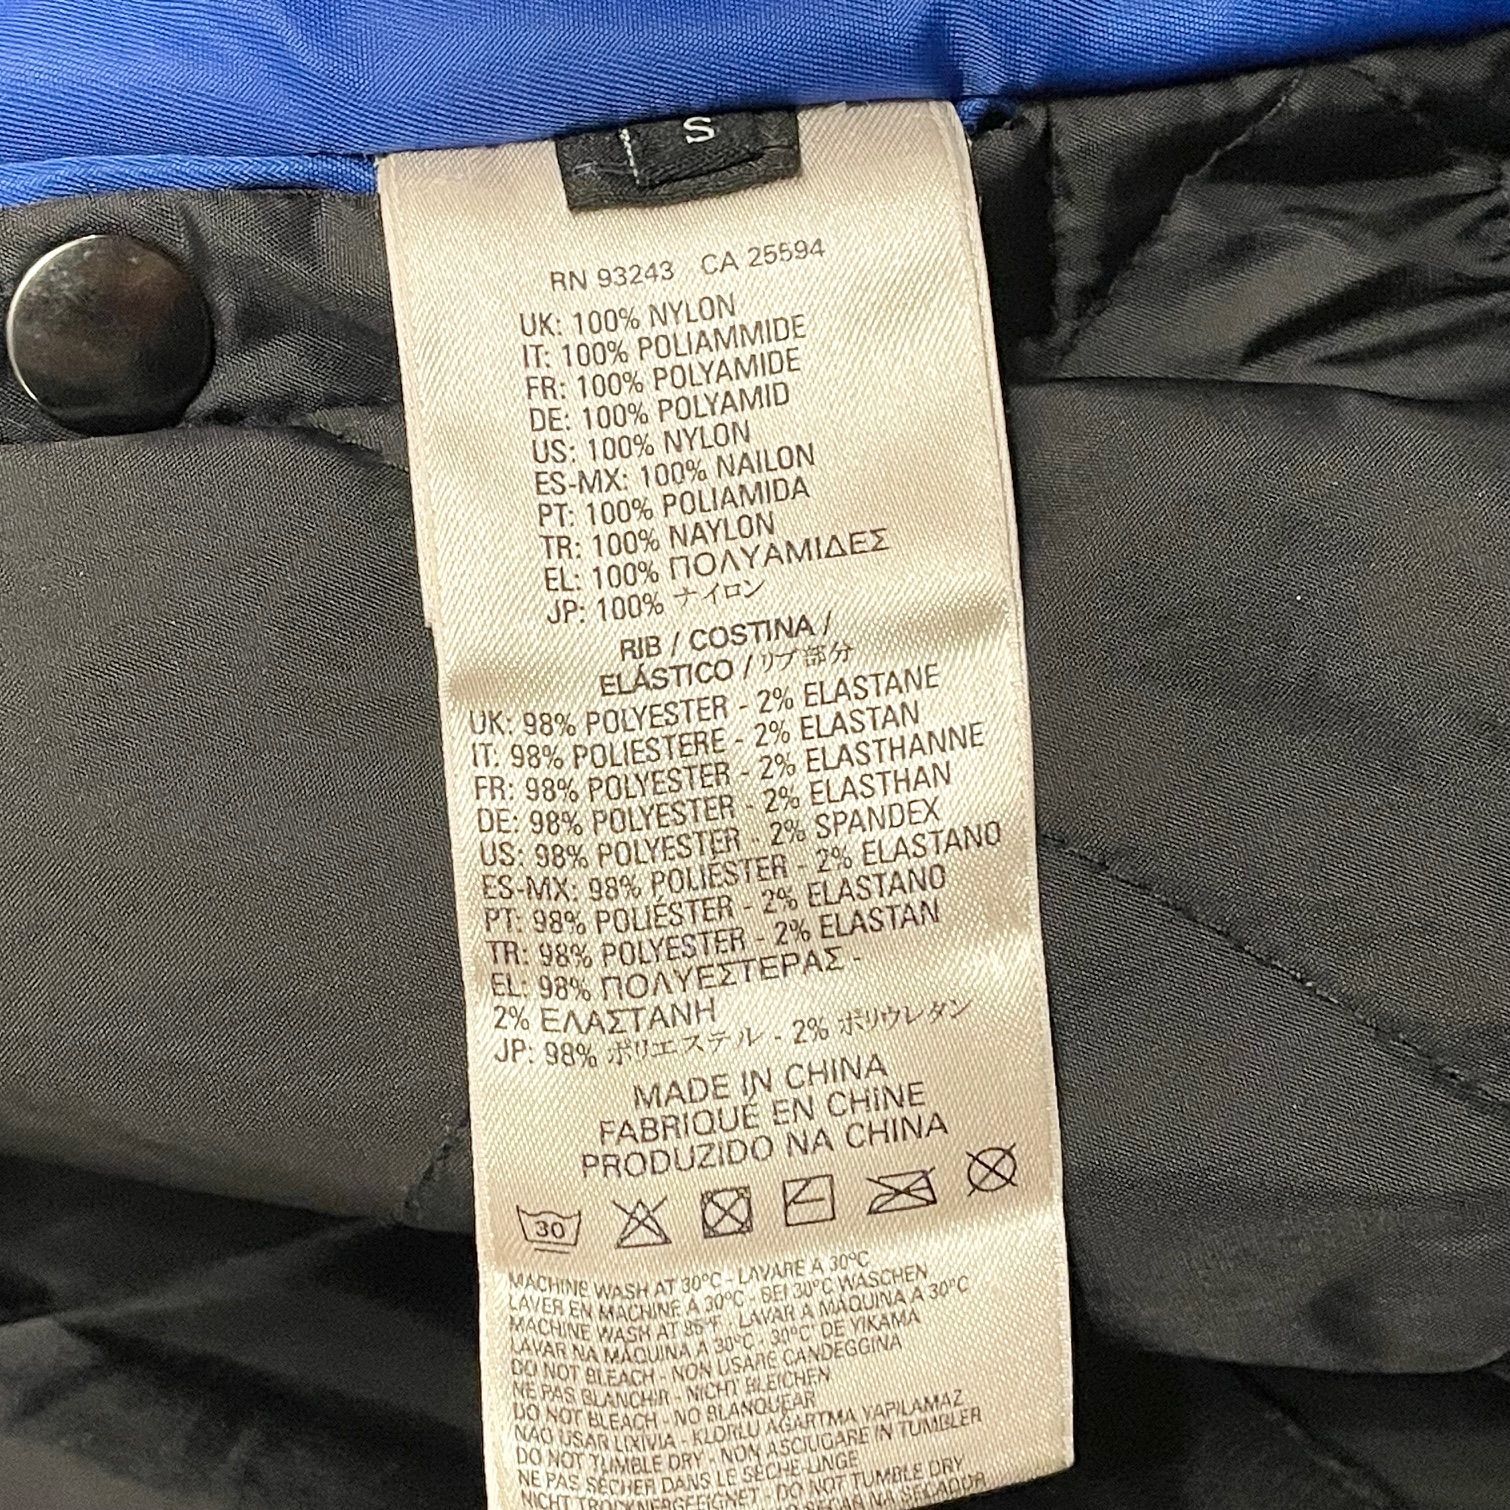 S
RN 93243 CA 25594
UK: 100% NYLON
IT: 100% POLIAMMIDE
FR: 100% POLYAMIDE
DE: 100% POLYAMID
US: 100% NYLON
ES-MX: 100% NAILON
PT: 100% POLIAMIDA
TR: 100% NAYLON
EL: 100% ΠΟΛΥΑΜΙΔΕΣ
JP: 100% ナイロン
RIB / COSTINA /
ELÁSTICO / リブ部分
UK: 98% POLYESTER - 2% ELASTANE
IT: 98% POLIESTERE - 2% ELASTAN
FR: 98% POLYESTER - 2% ELASTHANNE
DE: 98% POLYESTER - 2% ELASTHAN
US: 98% POLYESTER - 2% SPANDEX
ES-MX: 98% POLIÉSTER - 2% ELASTANO
PT: 98% POLIÉSTER - 2% ELASTANO
TR: 98% POLYESTER - 2% ELASTAN
EL: 98% ΠΟΛΥΕΣΤΕΡΑΣ -
2% ΕΛΑΣΤΑΝΗ
JP: 98% ポリエステル - 2% ポリウレタン
MADE IN CHINA
FABRIQUÉ EN CHINE
PRODUZIDO NA CHINA
30
MACHINE WASH AT 30°C - LAVARE A 30°C
LAVER EN MACHINE A 30°C - BEI 30°C WASCHEN
MACHINE WASH AT 85°F LAVAR A MAQUINA A 30°C
LAVAR NA MAQUINA A 30°C - 30°C DE YIKAMA
DO NOT BLEACH - NON USARE CANDEGGINA
NE PAS BLANCHIR - NICHT BLEICHEN
DO NOT BLEACH - NO BLANQUEAR
NAO USAR LIXIVIA - KLORLU AGARTMA YAPILAMAZ
DO NOT TUMBLE DRY - NON ASCIUGARE IN TUMBLER
NE PAS SECHER DANS LE SECHE-LINGE
NICHT TROMMELGEEIGNET - DO NOT TUMBLE DRY
SECADOR